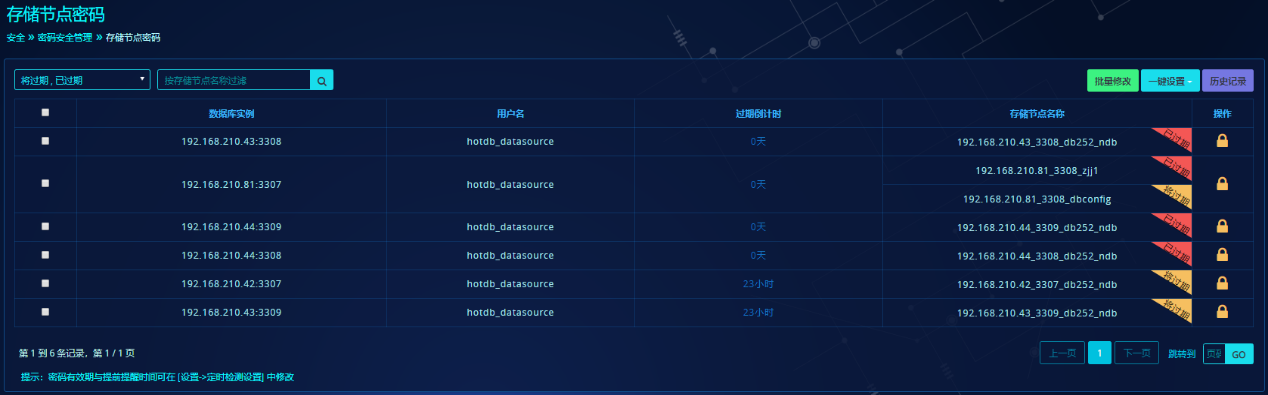 存储节点密码
安全 » 密码安全管理 » 存储节点密码
将过期 , 已过期 按存储节点名称过滤 批量修改 一键设置 历史记录
数据库实例 用户名 过期倒计时 存储节点名称 操作
192.168.210.43:3308 hotdb_datasource 0天 192.168.210.43_3308_db252_ndb 已过期
192.168.210.81:3307 hotdb_datasource 0天 192.168.210.81_3308_zjj1 已过期
192.168.210.81_3308_dbconfig 将过期
192.168.210.44:3309 hotdb_datasource 0天 192.168.210.44_3309_db252_ndb 已过期
192.168.210.44:3308 hotdb_datasource 0天 192.168.210.44_3308_db252_ndb 已过期
192.168.210.42:3307 hotdb_datasource 23小时 192.168.210.42_3307_db252_ndb 将过期
192.168.210.43:3309 hotdb_datasource 23小时 192.168.210.43_3309_db252_ndb 将过期
第 1 到 6 条记录，第 1 / 1 页 上一页 1 下一页 跳转到 页 GO
提示：密码有效期与提前提醒时间可在 [设置->定时检测设置] 中修改